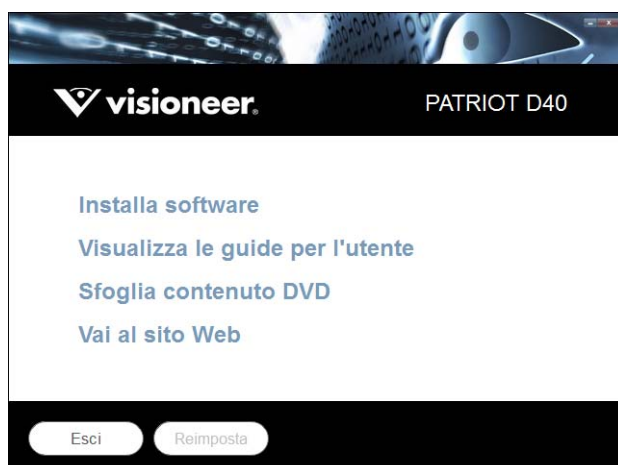 visioneer.
PATRIOT D40
Installa software
Visualizza le guide per l'utente
Sfoglia contenuto DVD
Vai al sito Web
Esci
Reimposta